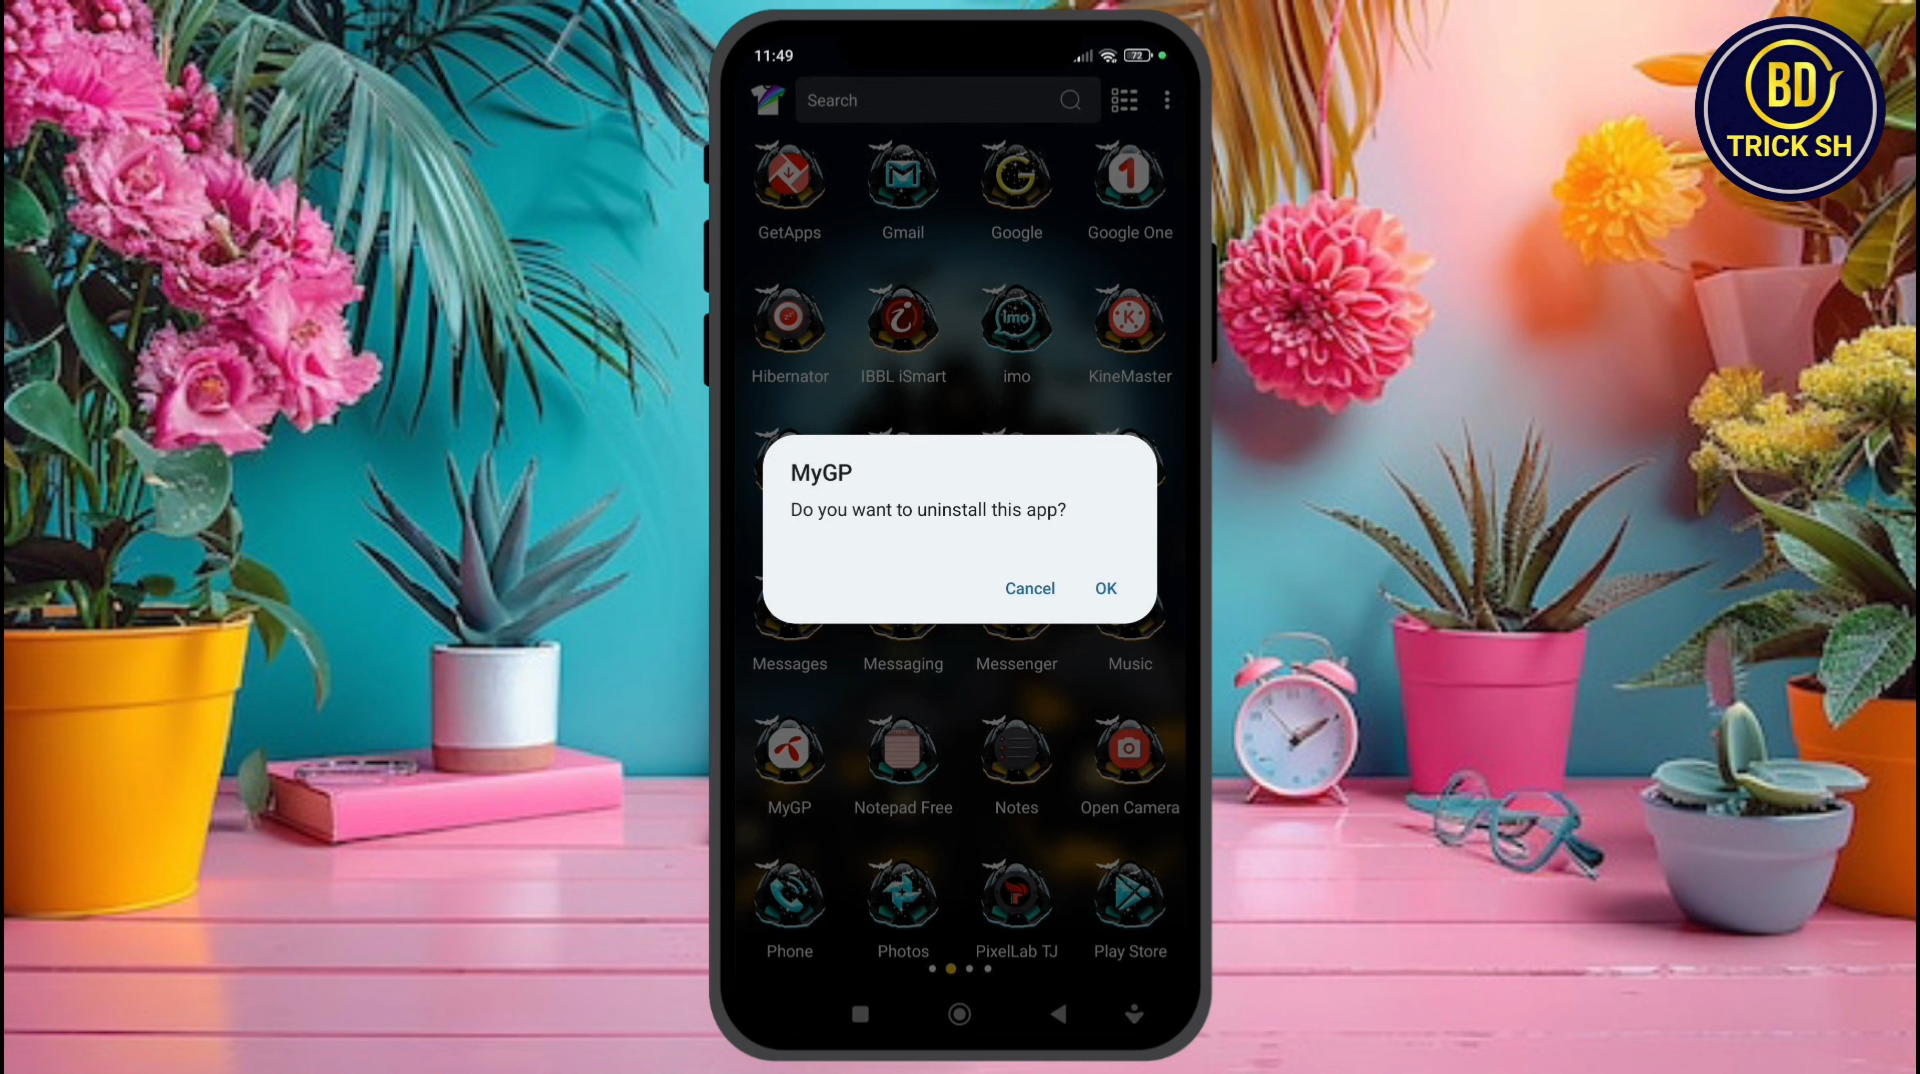 11:49
72
Search
GetApps
Gmail
Google
Google One
Hibernator
IBBL iSmart
imo
KineMaster
MyGP
Do you want to uninstall this app?
Cancel
OK
Messages
Messaging
Messenger
Music
MyGP
Notepad Free
Notes
Open Camera
Phone
Photos
PixelLab TJ
Play Store
BD
TRICK SH